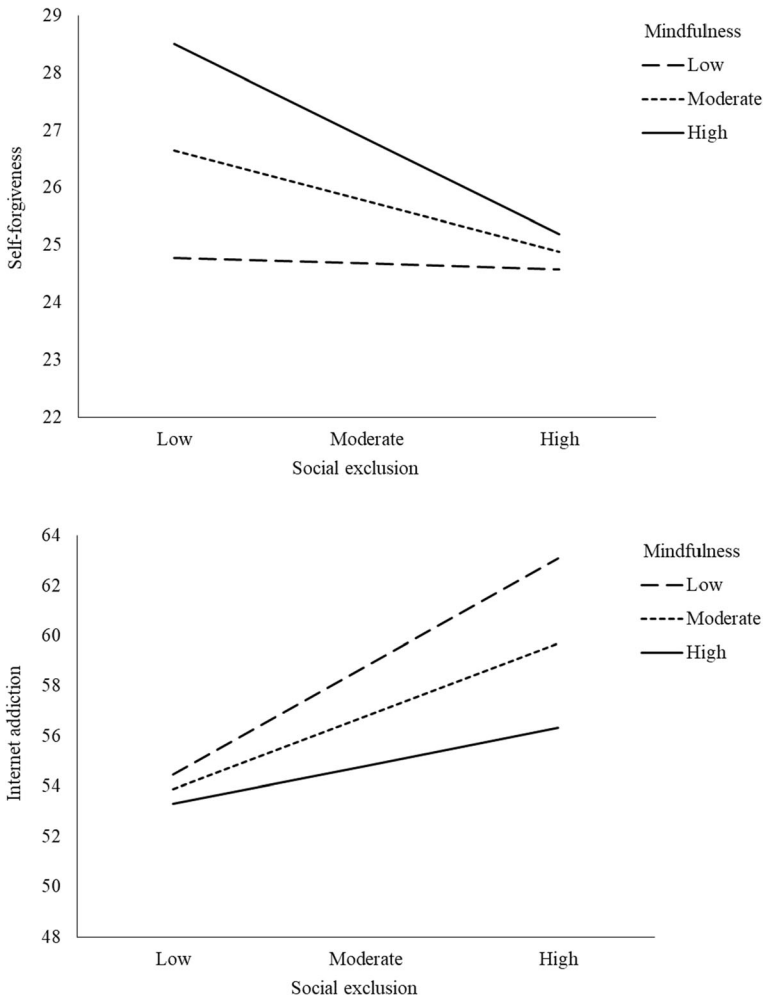 29
28
27
26
25
24
23
22
Self-forgiveness
Low
Moderate
High
Social exclusion
Mindfulness
Low
Moderate
High
64
62
60
58
56
54
52
50
48
Internet addiction
Low
Moderate
High
Social exclusion
Mindfulness
Low
Moderate
High